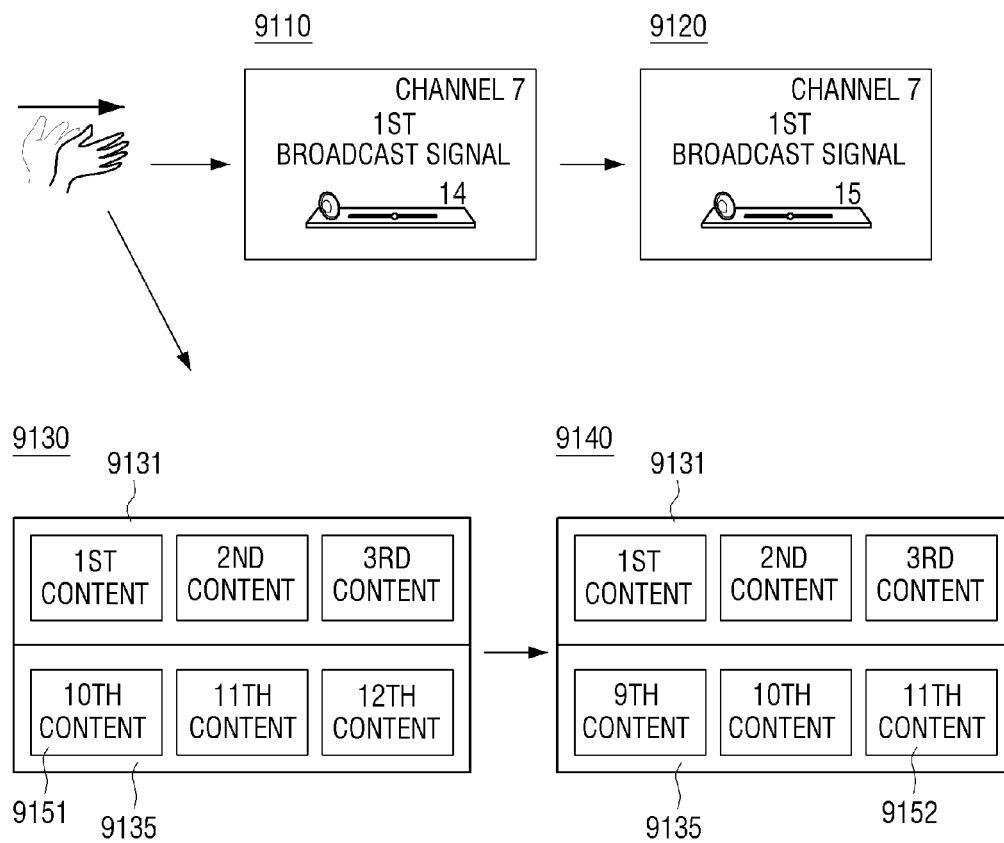 9110
9120
CHANNEL 7
1ST
BROADCAST SIGNAL
14
CHANNEL 7
1ST
BROADCAST SIGNAL
15
9130
9131
1ST
CONTENT
2ND
CONTENT
3RD
CONTENT
10TH
CONTENT
11TH
CONTENT
12TH
CONTENT
9151
9135
9140
9131
1ST
CONTENT
2ND
CONTENT
3RD
CONTENT
9TH
CONTENT
10TH
CONTENT
11TH
CONTENT
9135
9152